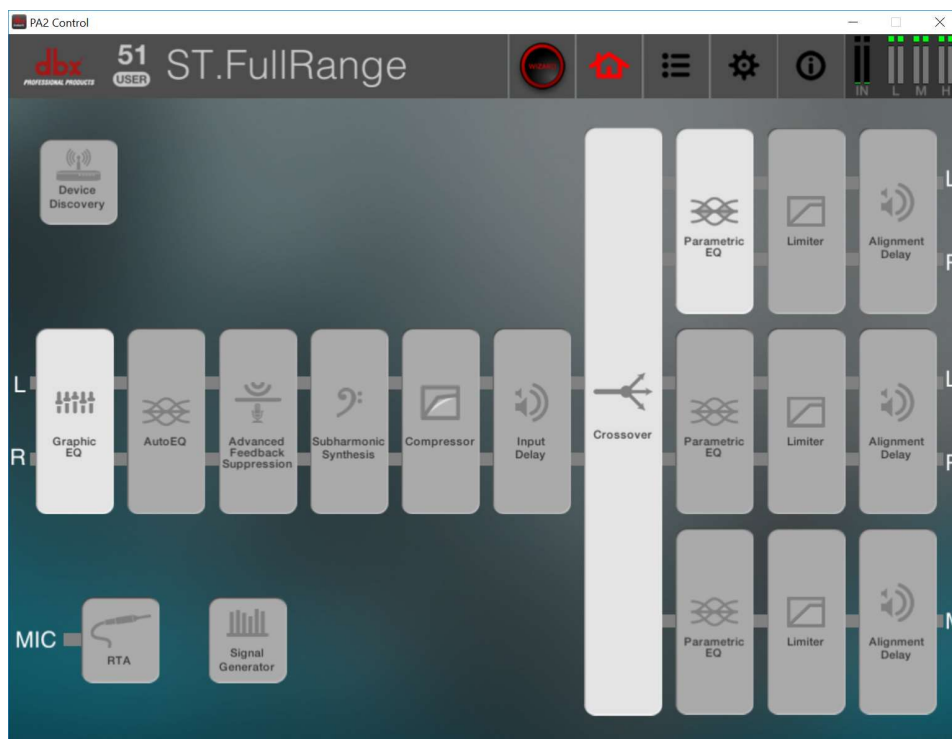 PA2 Control
dbx
PROFESSIONAL PRODUCTS
51
USER
ST.FullRange
WIZARD
IN L M H
Device
Discovery
Parametric
EQ
Limiter
Alignment
Delay
L
R
Graphic
EQ
AutoEQ
Advanced
Feedback
Suppression
Subharmonic
Synthesis
Compressor
Input
Delay
Crossover
Parametric
EQ
Limiter
Alignment
Delay
MIC
RTA
Signal
Generator
Parametric
EQ
Limiter
Alignment
Delay